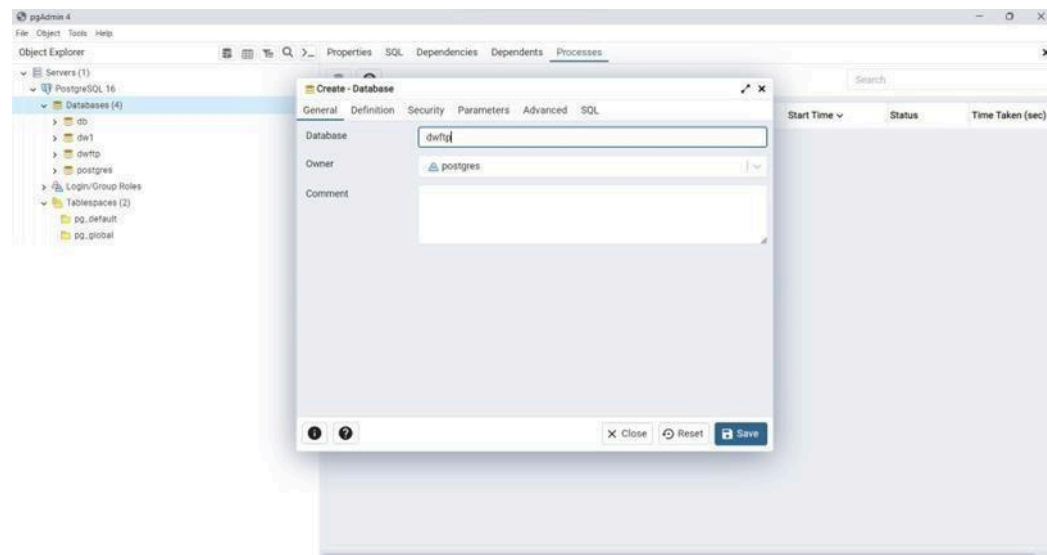 pgAdmin 4
File Object Tools Help
Object Explorer
Properties SQL Dependencies Dependents Processes
Servers (1)
PostgreSQL 16
Databases (4)
db
dw1
dwftp
postgres
Login/Group Roles
Tablespaces (2)
pg_default
pg_global
Search
Start Time Status Time Taken (sec)
Create - Database
General Definition Security Parameters Advanced SQL
Database dwftp
Owner postgres
Comment
Close Reset Save